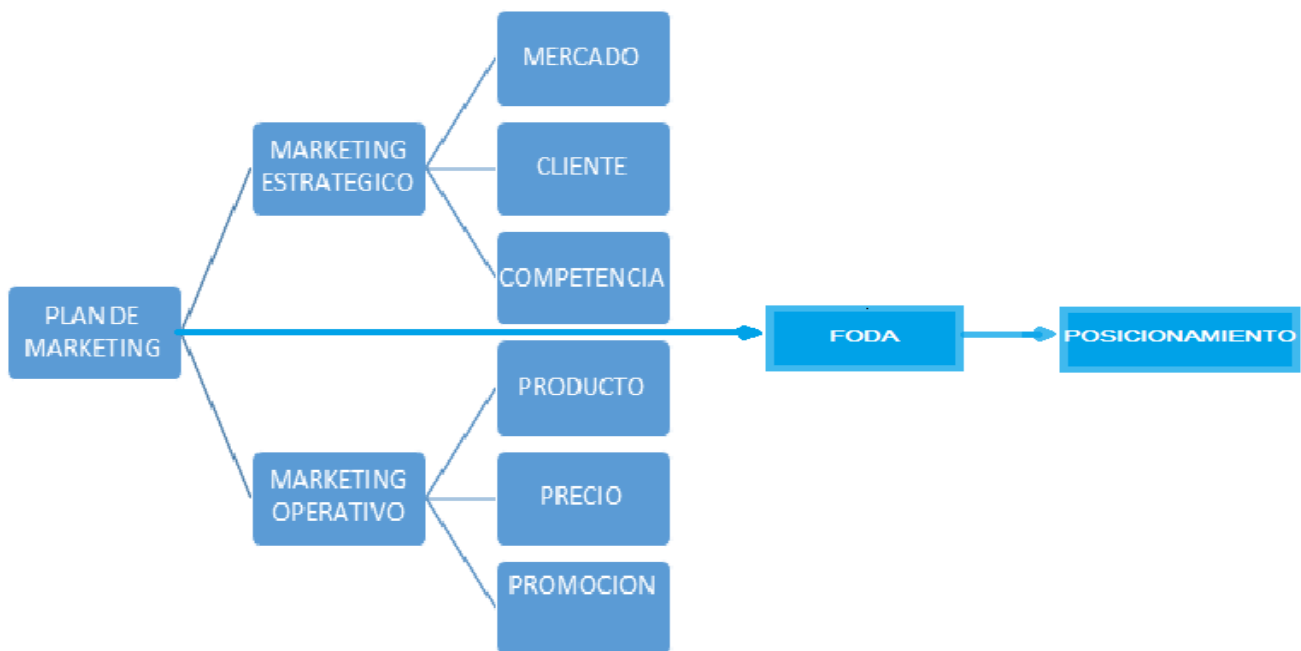 MERCADO
MARKETING
ESTRATEGICO
CLIENTE
COMPETENCIA
PLAN DE
MARKETING
FODA
POSICIONAMIENTO
PRODUCTO
MARKETING
OPERATIVO
PRECIO
PROMOCION